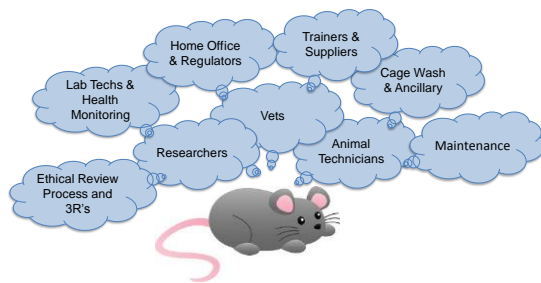 Home Office
& Regulators
Trainers &
Suppliers
Lab Techs &
Health
Monitoring
Cage Wash
& Ancillary
Vets
Researchers
Animal
Technicians
Maintenance
Ethical Review
Process and
3R's